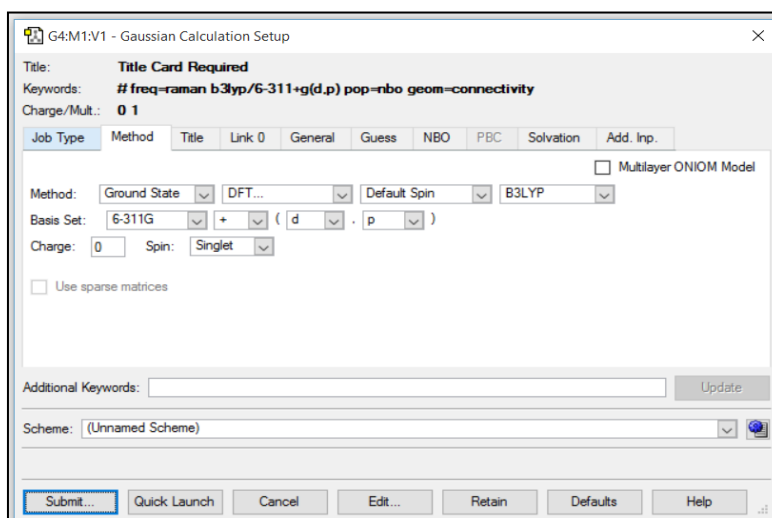 G4:M1:V1 - Gaussian Calculation Setup
Title: Title Card Required
Keywords: # freq=raman b3lyp/6-311+g(d,p) pop=nbo geom=connectivity
Charge/Mult.: 0 1
Job Type Method Title Link 0 General Guess NBO PBC Solvation Add. Inp.
Multilayer ONIOM Model
Method: Ground State DFT... Default Spin B3LYP
Basis Set: 6-311G + ( d , p )
Charge: 0 Spin: Singlet
Use sparse matrices
Additional Keywords: Update
Scheme: (Unnamed Scheme)
Submit... Quick Launch Cancel Edit... Retain Defaults Help